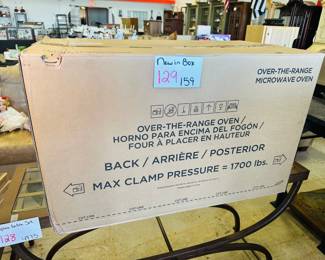 New in Box
129 159
OVER-THE-RANGE
MICROWAVE OVEN
OVER-THE-RANGE OVEN /
HORNO PARA ENCIMA DEL FOGÓN /
FOUR À PLACER EN HAUTEUR
BACK / ARRIÈRE / POSTERIOR
MAX CLAMP PRESSURE = 1700 lbs.
128